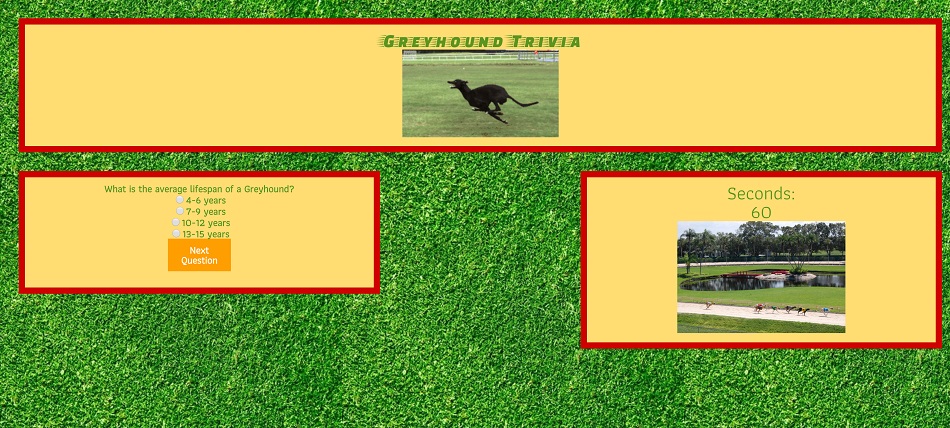 Greyhound Trivia
What is the average lifespan of a Greyhound?
4-6 years
7-9 years
10-12 years
13-15 years
Next
Question
Seconds:
60